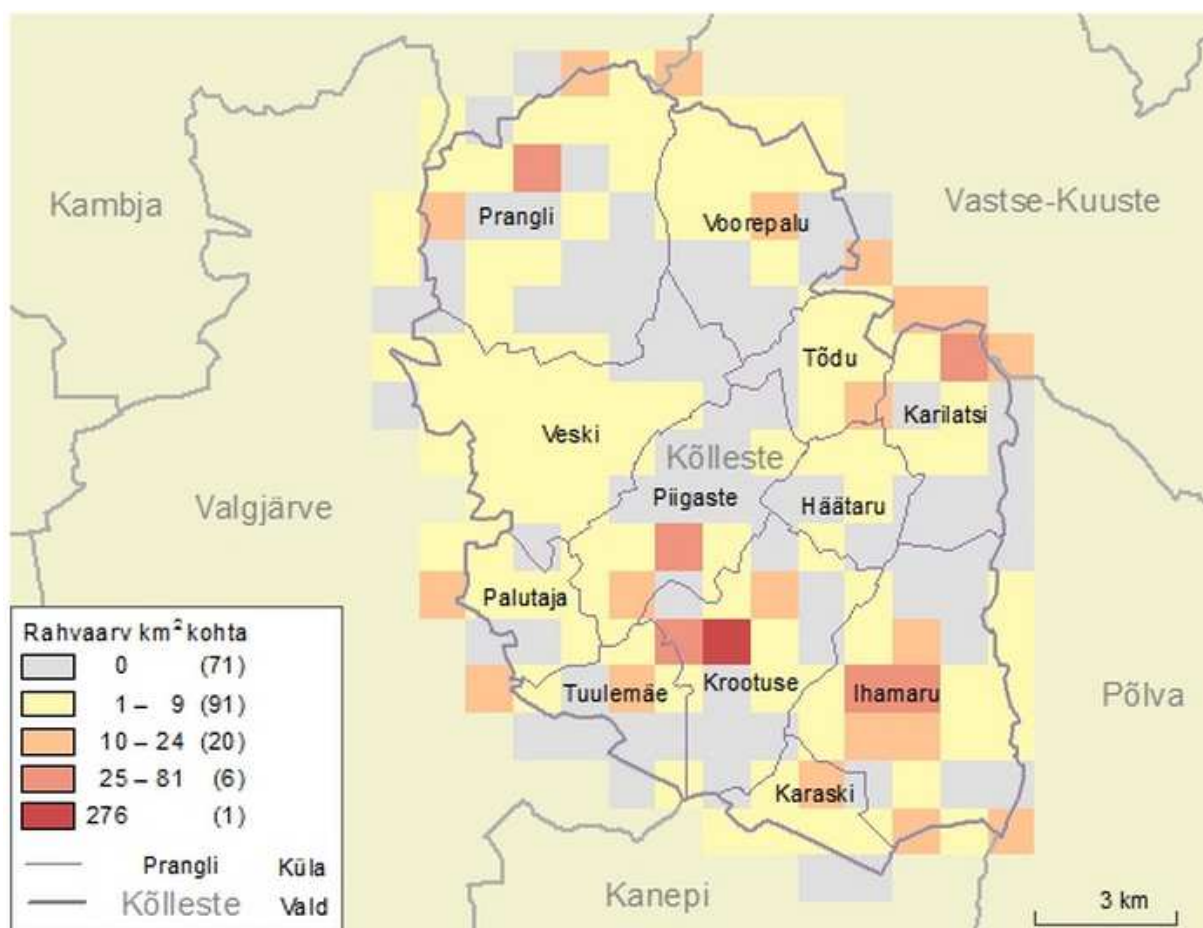 Kambja
Vastse-Kuuste
Prangli
Voorepalu
Tõdu
Karilatsi
Veski
Kõlleste
Piigaste
Häätaru
Valgjärve
Palutaja
Tuulemäe
Krootuse
Ihamaru
Põlva
Karaski
Kanepi
3 km
Rahvaarv km² kohta
0 (71)
1 – 9 (91)
10 – 24 (20)
25 – 81 (6)
276 (1)
Prangli Küla
Kõlleste Vald